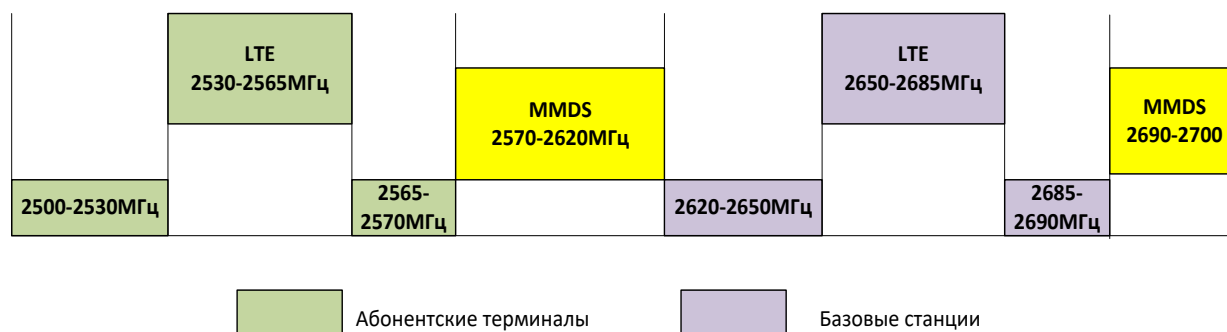 LTE
2530-2565МГц
LTE
2650-2685МГц
MMDS
2570-2620МГц
MMDS
2690-2700
2500-2530МГц
2565-
2570МГц
2620-2650МГц
2685-
2690МГц
Абонентские терминалы
Базовые станции